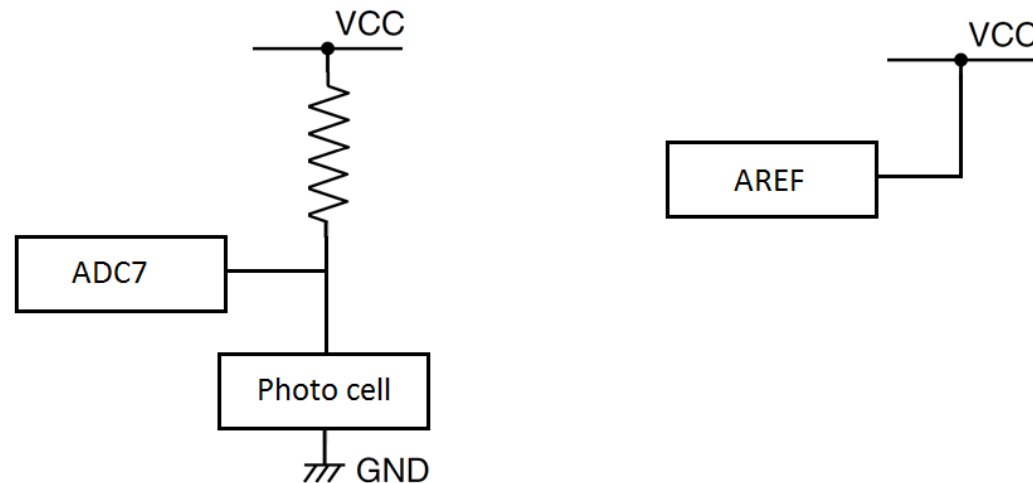 VCC
VCC
AREF
ADC7
Photo cell
GND